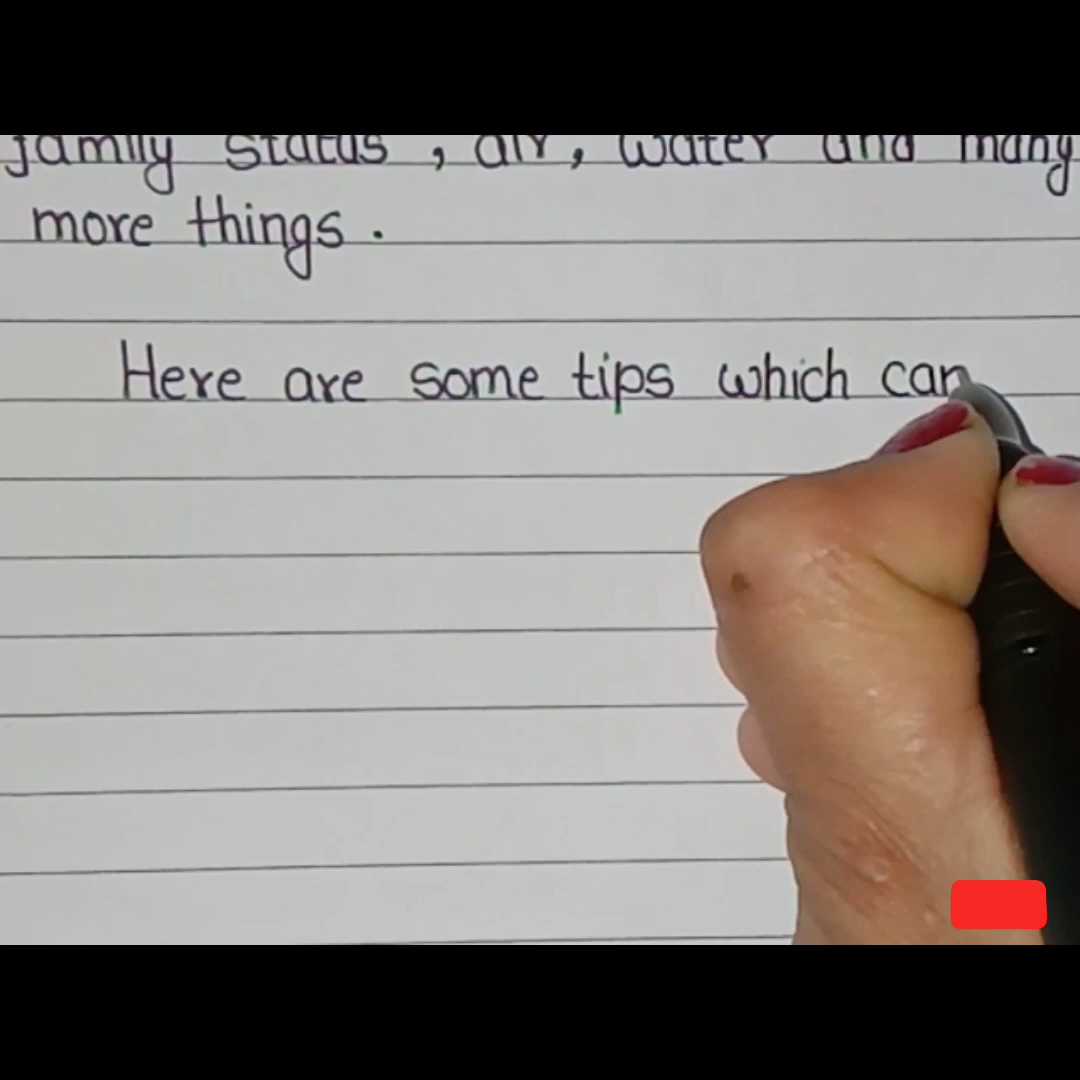 family status , air, water and many
more things .
Here are some tips which can